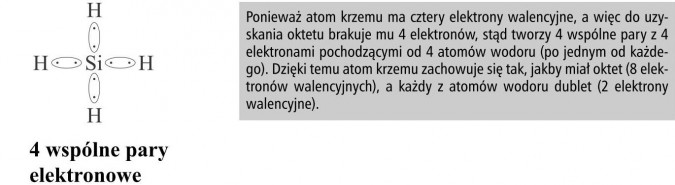 H
H Si H
H
4 wspólne pary
elektronowe
Ponieważ atom krzemu ma cztery elektrony walencyjne, a więc do uzy-
skania oktetu brakuje mu 4 elektronów, stąd tworzy 4 wspólne pary z 4
elektronami pochodzącymi od 4 atomów wodoru (po jednym od każde-
go). Dzięki temu atom krzemu zachowuje się tak, jakby miał oktet (8 elek-
tronów walencyjnych), a każdy z atomów wodoru dublet (2 elektrony
walencyjne).